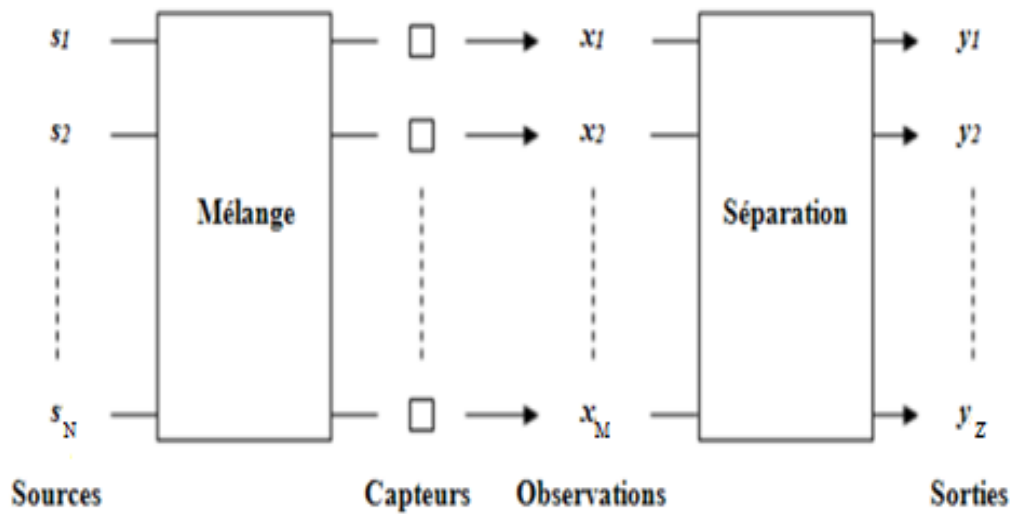 s1 x1 y1
s2 x2 y2
Mélange Séparation
sN xM yZ
Sources Capteurs Observations Sorties